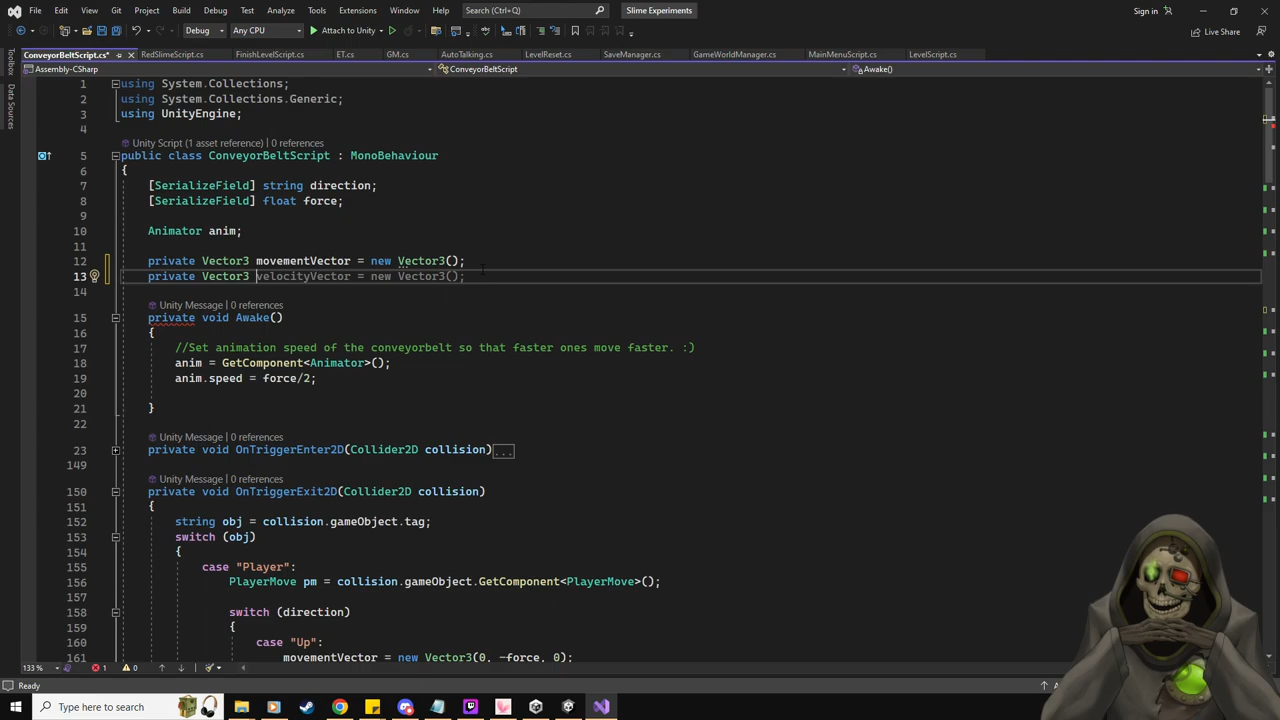 File Edit View Git Project Build Debug Test Analyze Tools Extensions Window Help Search (Ctrl+Q) Slime Experiments Sign in
Debug Any CPU Attach to Unity Live Share
ConveyorBeltScript.cs* RedSlimeScript.cs FinishLevelScript.cs ET.cs GM.cs AutoTalking.cs LevelReset.cs SaveManager.cs GameWorldManager.cs MainMenuScript.cs LevelScript.cs
Toolbox
Data Sources
Assembly-CSharp ConveyorBeltScript Awake()
1 using System.Collections;
2 using System.Collections.Generic;
3 using UnityEngine;
4
Unity Script (1 asset reference) | 0 references
5 public class ConveyorBeltScript : MonoBehaviour
6 {
7 [SerializeField] string direction;
8 [SerializeField] float force;
9
10 Animator anim;
11
12 private Vector3 movementVector = new Vector3();
13 private Vector3 velocityVector = new Vector3();
14
Unity Message | 0 references
15 private void Awake()
16 {
17 //Set animation speed of the conveyorbelt so that faster ones move faster. :)
18 anim = GetComponent<Animator>();
19 anim.speed = force/2;
20
21 }
22
Unity Message | 0 references
23 private void OnTriggerEnter2D(Collider2D collision)...
149
Unity Message | 0 references
150 private void OnTriggerExit2D(Collider2D collision)
151 {
152 string obj = collision.gameObject.tag;
153 switch (obj)
154 {
155 case "Player":
156 PlayerMove pm = collision.gameObject.GetComponent<PlayerMove>();
157
158 switch (direction)
159 {
160 case "Up":
161 movementVector = new Vector3(0, -force, 0);
133 % 1 0
Ready
Type here to search